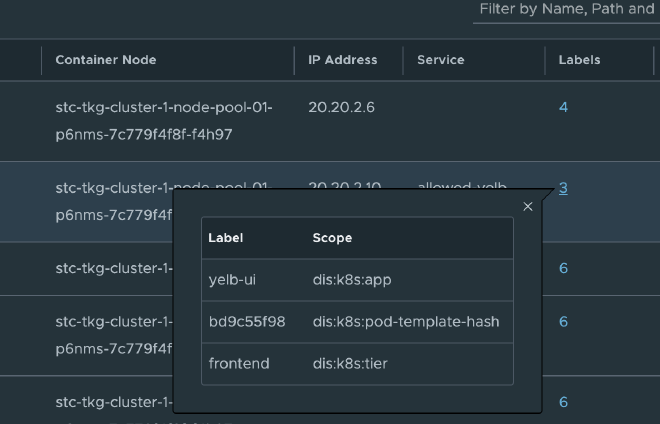 Filter by Name, Path and
Container Node IP Address Service Labels
stc-tkg-cluster-1-node-pool-01- 20.20.2.6 4
p6nms-7c779f4f8f-f4h97
stc-tkg-cluster-1-node-pool-01- 20.20.2.10 allowed-yelb 3
p6nms-7c779f4
Label Scope
yelb-ui dis:k8s:app
stc-tkg-cluster-1- 6
bd9c55f98 dis:k8s:pod-template-hash
stc-tkg-cluster-1- 6
p6nms-7c779f4
frontend dis:k8s:tier
stc-tkg-cluster-1- 6